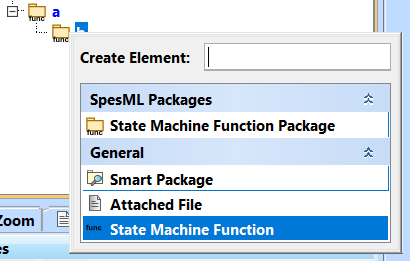 a
func
b
func
Create Element:
SpesML Packages
State Machine Function Package
func
General
Smart Package
Attached File
func State Machine Function
Zoom
es